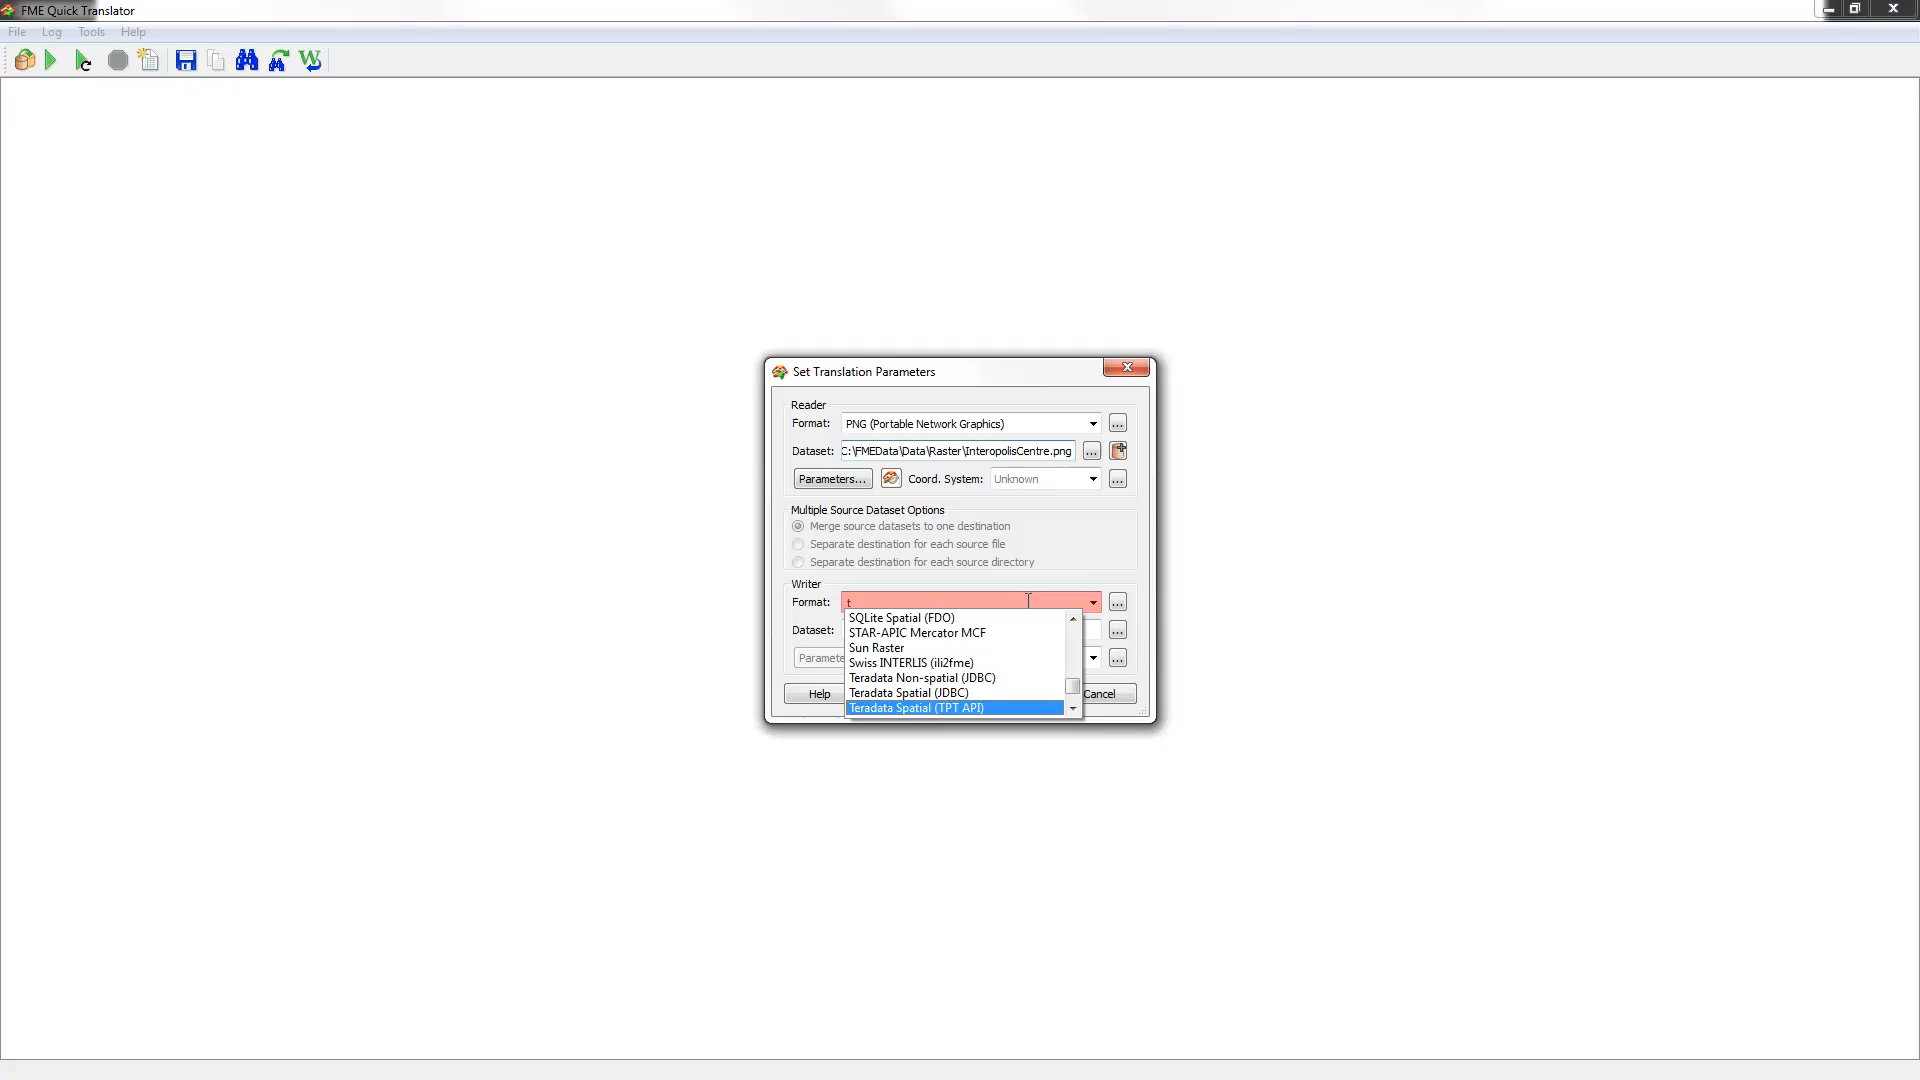 FME Quick Translator
File Log Tools Help
Set Translation Parameters
Reader
Format: PNG (Portable Network Graphics) ...
Dataset: C:\FMEData\Data\Raster\InteropolisCentre.png ...
Parameters... Coord. System: Unknown ...
Multiple Source Dataset Options
Merge source datasets to one destination
Separate destination for each source file
Separate destination for each source directory
Writer
Format: t ...
SQLite Spatial (FDO)
Dataset: ...
STAR-APIC Mercator MCF
Sun Raster
Paramete ...
Swiss INTERLIS (ili2fme)
Teradata Non-spatial (JDBC)
Help Teradata Spatial (JDBC) Cancel
Teradata Spatial (TPT API)